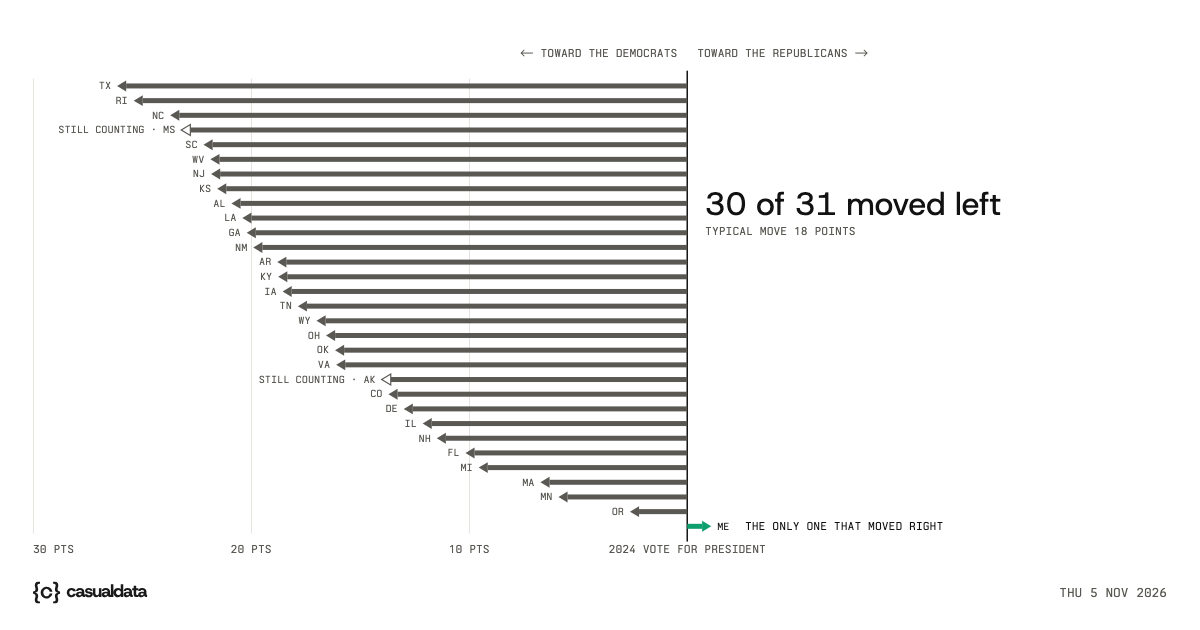 ← TOWARD THE DEMOCRATS TOWARD THE REPUBLICANS →
TX
RI
NC
STILL COUNTING · MS
SC
WV
NJ
KS
AL
30 of 31 moved left
LA
GA
TYPICAL MOVE 18 POINTS
NM
AR
KY
IA
TN
WY
OH
OK
VA
STILL COUNTING · AK
CO
DE
IL
NH
FL
MI
MA
MN
OR
ME THE ONLY ONE THAT MOVED RIGHT
30 PTS 20 PTS 10 PTS 2024 VOTE FOR PRESIDENT
{c} casualdata THU 5 NOV 2026